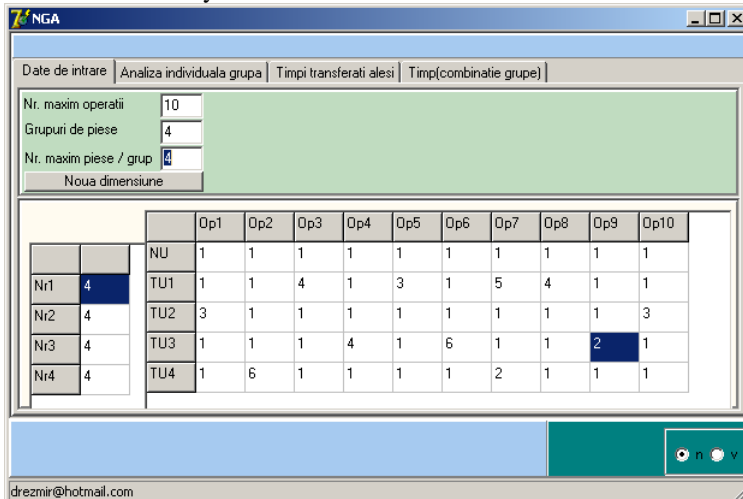 NGA
Date de intrare Analiza individuala grupa Timpi transferati alesi Timp(combinatie grupe)
Nr. maxim operatii 10
Grupuri de piese 4
Nr. maxim piese / grup 4
Noua dimensiune
Op1 Op2 Op3 Op4 Op5 Op6 Op7 Op8 Op9 Op10
NU 1 1 1 1 1 1 1 1 1 1
Nr1 4 TU1 1 1 4 1 3 1 5 4 1 1
Nr2 4 TU2 3 1 1 1 1 1 1 1 1 3
Nr3 4 TU3 1 1 1 4 1 6 1 1 2 1
Nr4 4 TU4 1 6 1 1 1 1 2 1 1 1
n v
drezmir@hotmail.com